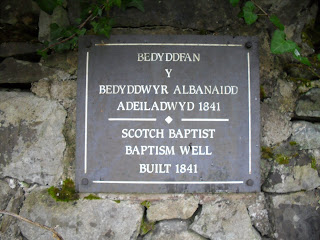 BEDYDDFAN
Y
BEDYDDWYR ALBANAIDD
ADEILADWYD 1841
SCOTCH BAPTIST
BAPTISM WELL
BUILT 1841